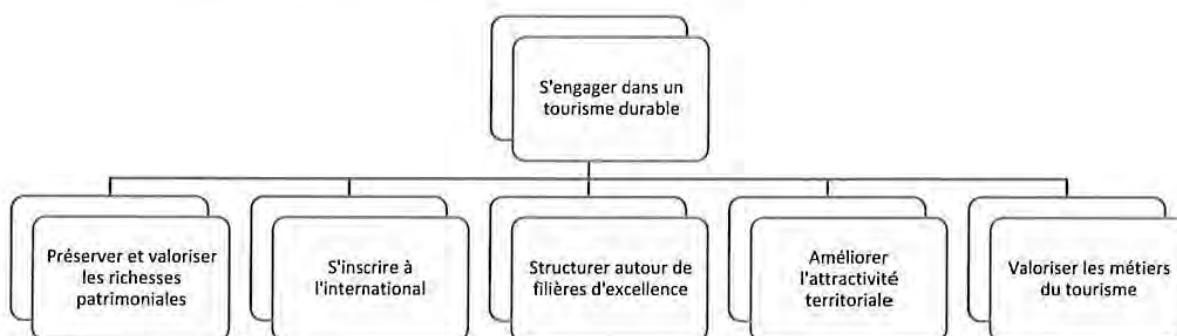 S'engager dans un
tourisme durable
Préserver et valoriser
les richesses
patrimoniales
S'inscrire à
l'international
Structurer autour de
filières d'excellence
Améliorer
l'attractivité
territoriale
Valoriser les métiers
du tourisme